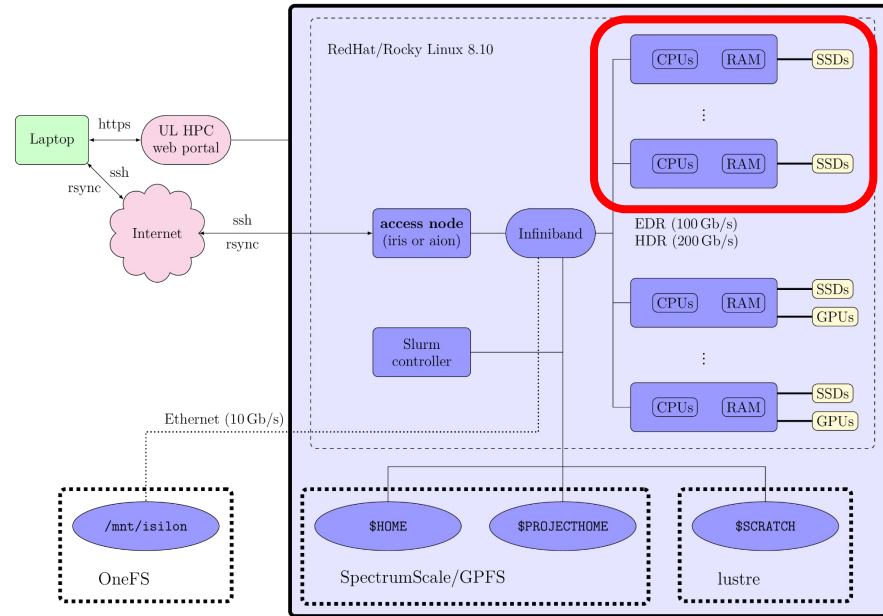 RedHat/Rocky Linux 8.10
CPUs
RAM
SSDs
⋮
CPUs
RAM
SSDs
https
Laptop
UL HPC
web portal
ssh
rsync
Internet
ssh
rsync
access node
(iris or aion)
Infiniband
EDR (100 Gb/s)
HDR (200 Gb/s)
CPUs
RAM
SSDs
GPUs
⋮
Slurm
controller
CPUs
RAM
SSDs
GPUs
Ethernet (10 Gb/s)
/mnt/isilon
OneFS
$HOME
$PROJECTHOME
SpectrumScale/GPFS
$SCRATCH
lustre